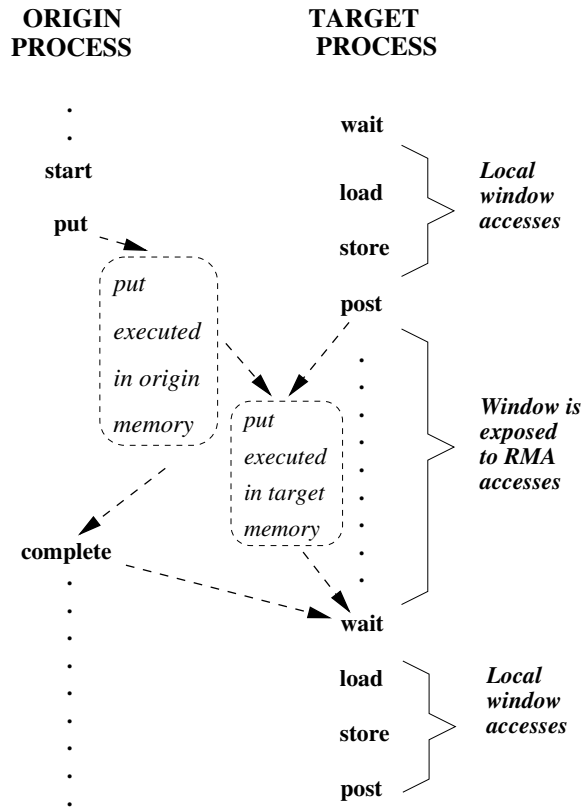 ORIGIN
PROCESS
TARGET
PROCESS
wait
start
load
Local
window
accesses
put
store
put
executed
in origin
memory
post
put
executed
in target
memory
Window is
exposed
to RMA
accesses
complete
wait
load
store
post
Local
window
accesses